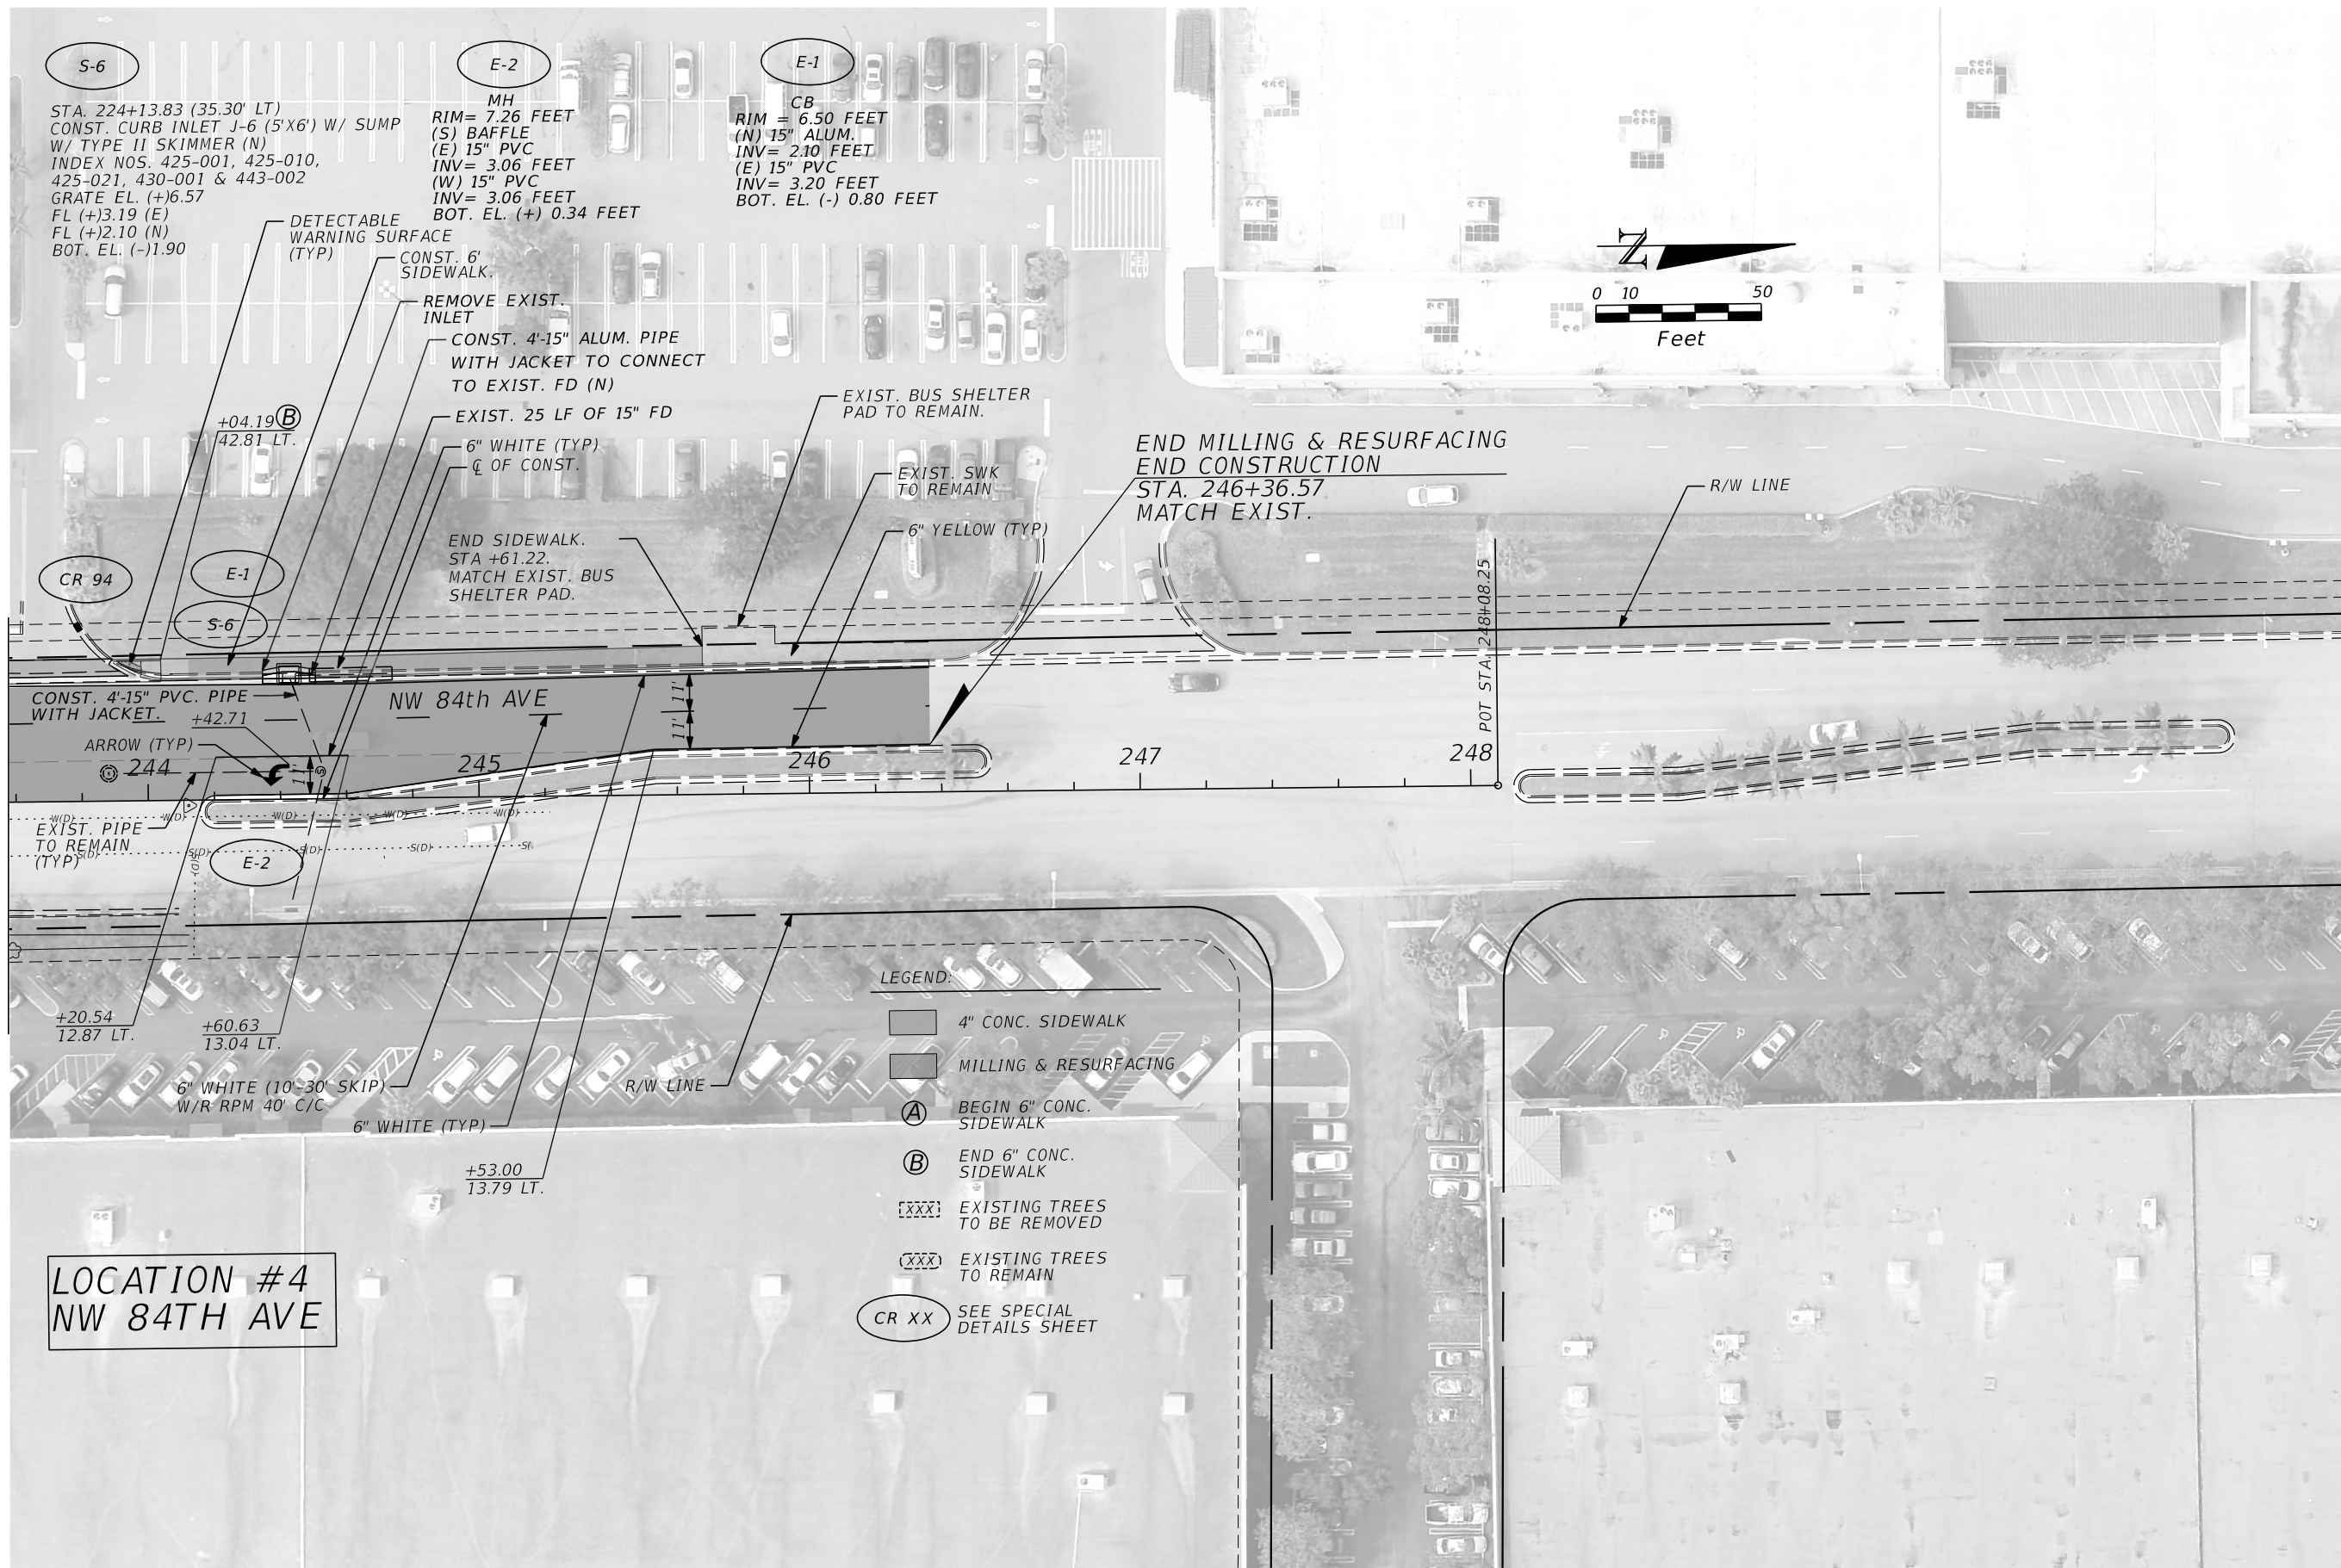 S-6
STA. 224+13.83 (35.30' LT)
CONST. CURB INLET J-6 (5'X6') W/ SUMP
W/ TYPE II SKIMMER (N)
INDEX NOS. 425-001, 425-010,
425-021, 430-001 & 443-002
GRATE EL. (+)6.57
FL (+)3.19 (E)
FL (+)2.10 (N)
BOT. EL. (-)1.90
E-2
MH
RIM= 7.26 FEET
(S) BAFFLE
(E) 15" PVC
INV= 3.06 FEET
(W) 15" PVC
INV= 3.06 FEET
BOT. EL. (+) 0.34 FEET
E-1
CB
RIM = 6.50 FEET
(N) 15" ALUM.
INV= 2.10 FEET
(E) 15" PVC
INV= 3.20 FEET
BOT. EL. (-) 0.80 FEET
DETECTABLE
WARNING SURFACE
(TYP)
CONST. 6'
SIDEWALK.
REMOVE EXIST.
INLET
CONST. 4'-15" ALUM. PIPE
WITH JACKET TO CONNECT
TO EXIST. FD (N)
EXIST. 25 LF OF 15" FD
6" WHITE (TYP)
℄ OF CONST.
+04.19 B
42.81 LT.
EXIST. BUS SHELTER
PAD TO REMAIN.
EXIST. SWK
TO REMAIN
6" YELLOW (TYP)
END SIDEWALK.
STA +61.22.
MATCH EXIST. BUS
SHELTER PAD.
END MILLING & RESURFACING
END CONSTRUCTION
STA. 246+36.57
MATCH EXIST.
N
0 10 50
Feet
R/W LINE
POT STA. 248+08.25
CR 94
E-1
S-6
CONST. 4'-15" PVC. PIPE
WITH JACKET.
+42.71
ARROW (TYP)
NW 84th AVE
11'
11'
11'
S
244
245
246
247
248
W(D)
W(D)
W(D)
W(D)
W(D)
EXIST. PIPE
TO REMAIN
(TYP)
S(D)
S(D)
S(D)
S(D)
S(D)
S(
E-2
+20.54
12.87 LT.
+60.63
13.04 LT.
6" WHITE (10'-30' SKIP)
W/R RPM 40' C/C
6" WHITE (TYP)
+53.00
13.79 LT.
R/W LINE
LEGEND:
4" CONC. SIDEWALK
MILLING & RESURFACING
A BEGIN 6" CONC.
SIDEWALK
B END 6" CONC.
SIDEWALK
XXX EXISTING TREES
TO BE REMOVED
XXX EXISTING TREES
TO REMAIN
CR XX SEE SPECIAL
DETAILS SHEET
LOCATION #4
NW 84TH AVE